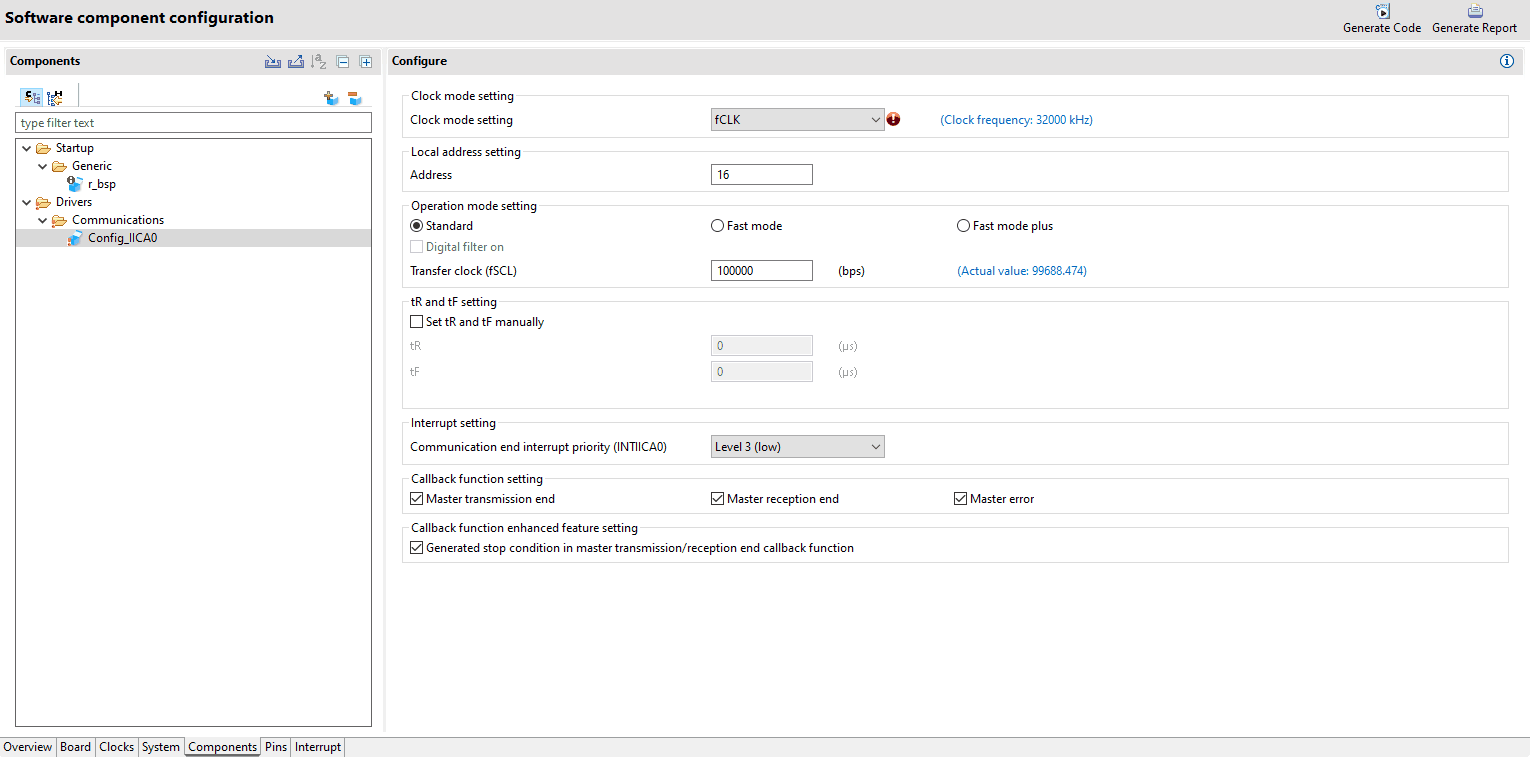 Software component configuration
Generate Code Generate Report
Components
Configure
type filter text
Startup
Generic
r_bsp
Drivers
Communications
Config_IICA0
Clock mode setting
Clock mode setting fCLK (Clock frequency: 32000 kHz)
Local address setting
Address 16
Operation mode setting
Standard Fast mode Fast mode plus
Digital filter on
Transfer clock (fSCL) 100000 (bps) (Actual value: 99688.474)
tR and tF setting
Set tR and tF manually
tR 0 (µs)
tF 0 (µs)
Interrupt setting
Communication end interrupt priority (INTIICA0) Level 3 (low)
Callback function setting
Master transmission end Master reception end Master error
Callback function enhanced feature setting
Generated stop condition in master transmission/reception end callback function
Overview Board Clocks System Components Pins Interrupt